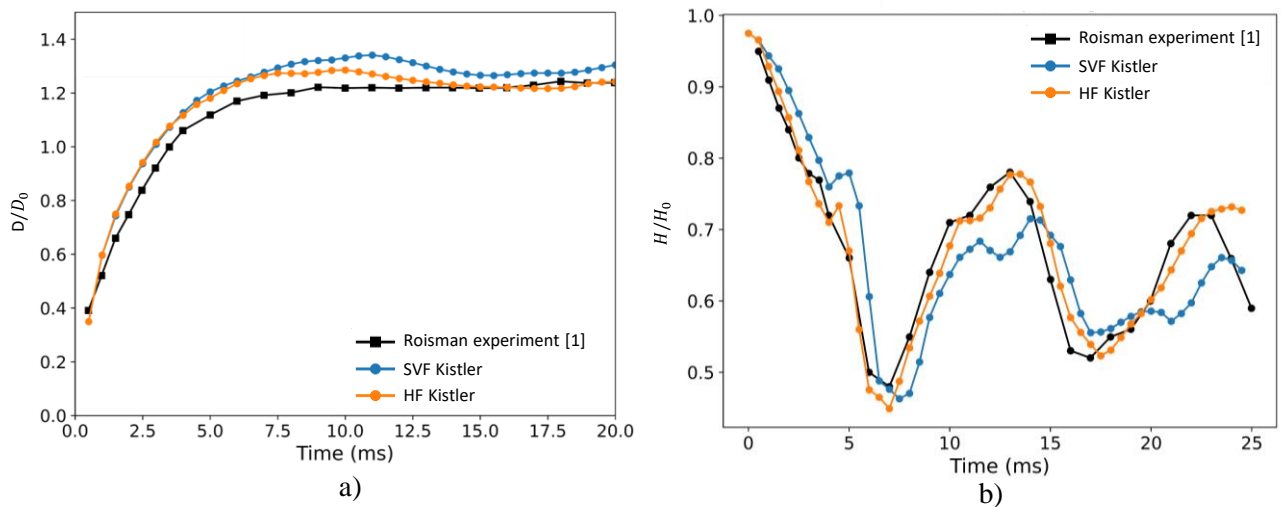 1.4
1.2
1.0
0.8
0.6
0.4
0.2
0.0
D/D₀
Roisman experiment [1]
SVF Kistler
HF Kistler
0.0 2.5 5.0 7.5 10.0 12.5 15.0 17.5 20.0
Time (ms)
a)
1.0
0.9
0.8
0.7
0.6
0.5
H/H₀
Roisman experiment [1]
SVF Kistler
HF Kistler
0 5 10 15 20 25
Time (ms)
b)